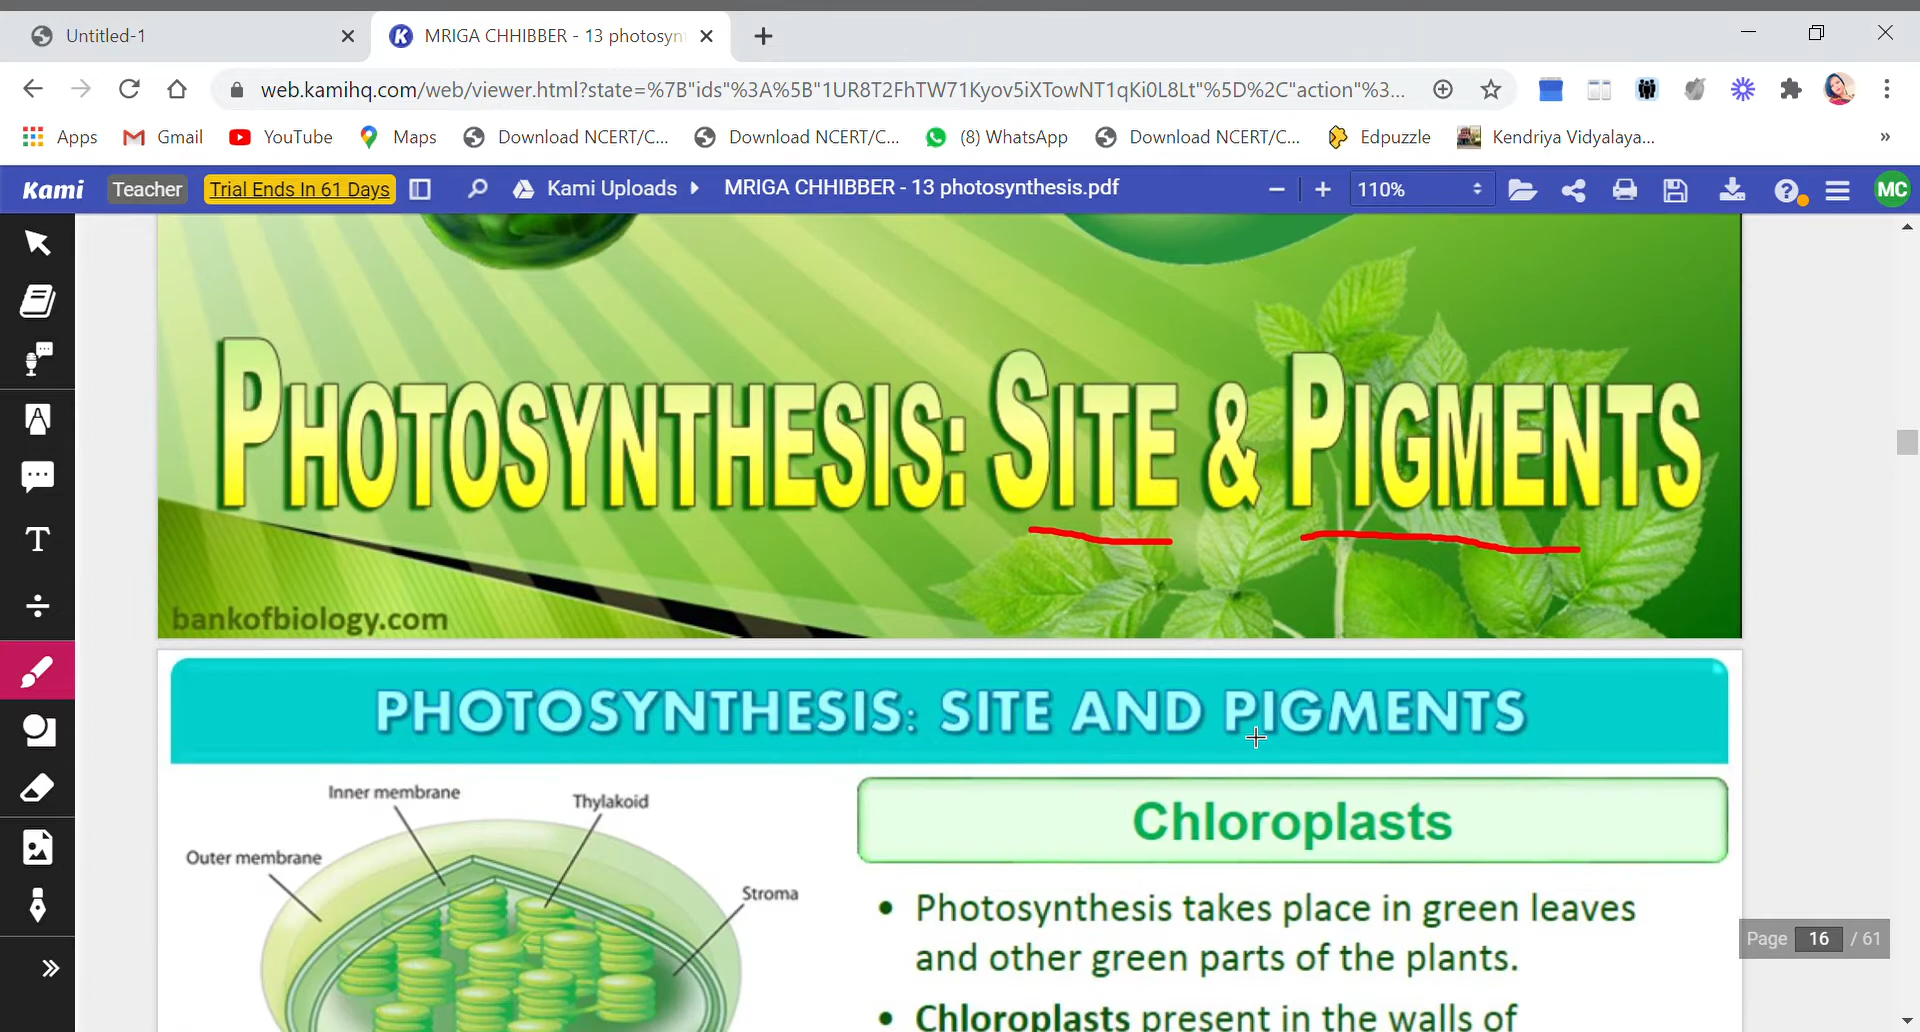 Untitled-1
MRIGA CHHIBBER - 13 photosyn
web.kamihq.com/web/viewer.html?state=%7B"ids"%3A%5B"1UR8T2FhTW71Kyov5iXTowNT1qKi0L8Lt"%5D%2C"action"%3...
Apps Gmail YouTube Maps Download NCERT/C... Download NCERT/C... (8) WhatsApp Download NCERT/C... Edpuzzle Kendriya Vidyalaya... »
Kami Teacher Trial Ends In 61 Days Kami Uploads MRIGA CHHIBBER - 13 photosynthesis.pdf 110% MC
PHOTOSYNTHESIS: SITE & PIGMENTS
bankofbiology.com
PHOTOSYNTHESIS: SITE AND PIGMENTS
Inner membrane
Thylakoid
Outer membrane
Stroma
Chloroplasts
• Photosynthesis takes place in green leaves
and other green parts of the plants.
• Chloroplasts present in the walls of
Page 16 / 61